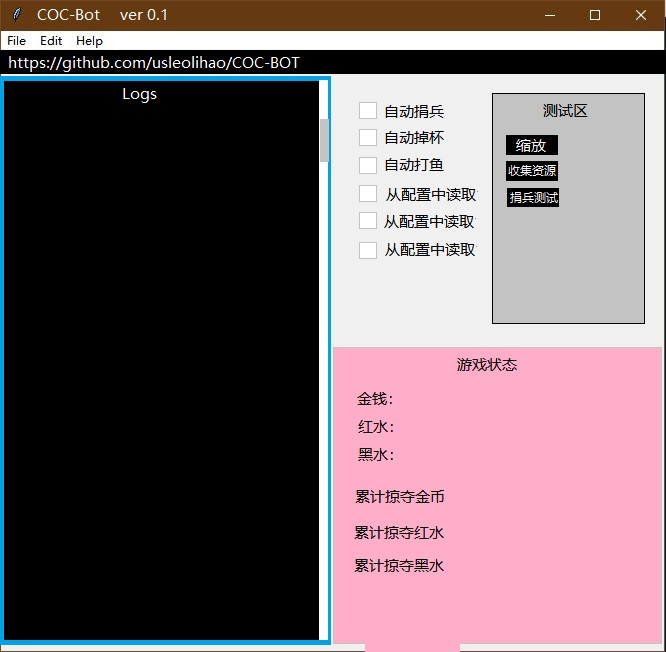 COC-Bot ver 0.1
File Edit Help
https://github.com/usleolihao/COC-BOT
Logs
自动捐兵
自动掉杯
自动打鱼
从配置中读取
从配置中读取
从配置中读取
测试区
缩放
收集资源
捐兵测试
游戏状态
金钱：
红水：
黑水：
累计掠夺金币
累计掠夺红水
累计掠夺黑水